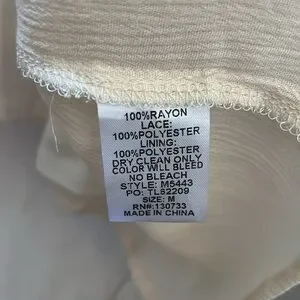 100%RAYON
LACE:
100%POLYESTER
LINING:
100%POLYESTER
DRY CLEAN ONLY
COLOR WILL BLEED
NO BLEACH
STYLE: M5443
PO: TL62209
SIZE: M
RN#:130733
MADE IN CHINA